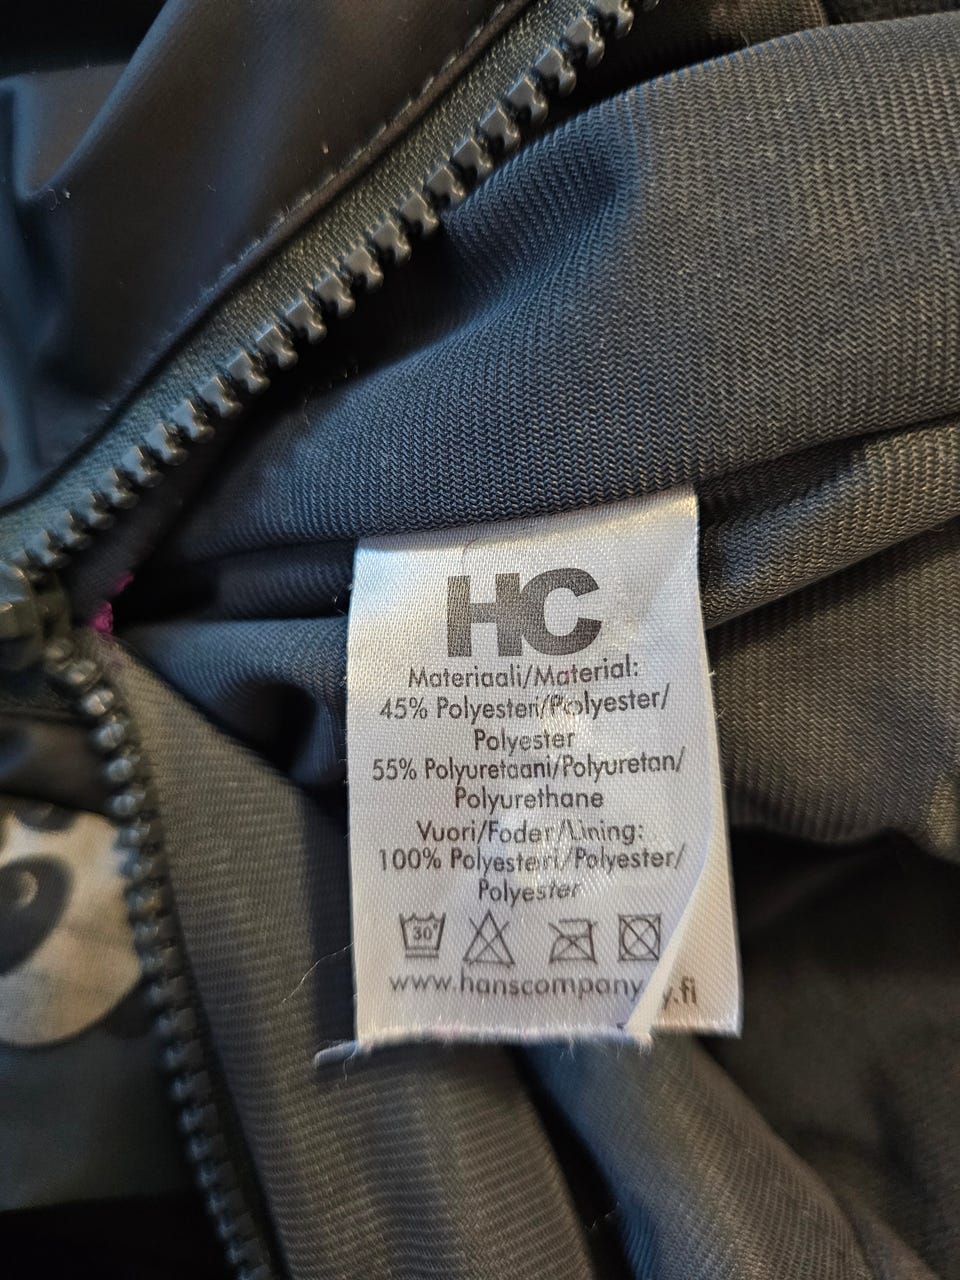 HC
Materiaali/Material:
45% Polyesteri/Polyester/
Polyester
55% Polyuretaani/Polyuretan/
Polyurethane
Vuori/Foder/Lining:
100% Polyesteri/Polyester/
Polyester
30°
www.hanscompany.fi